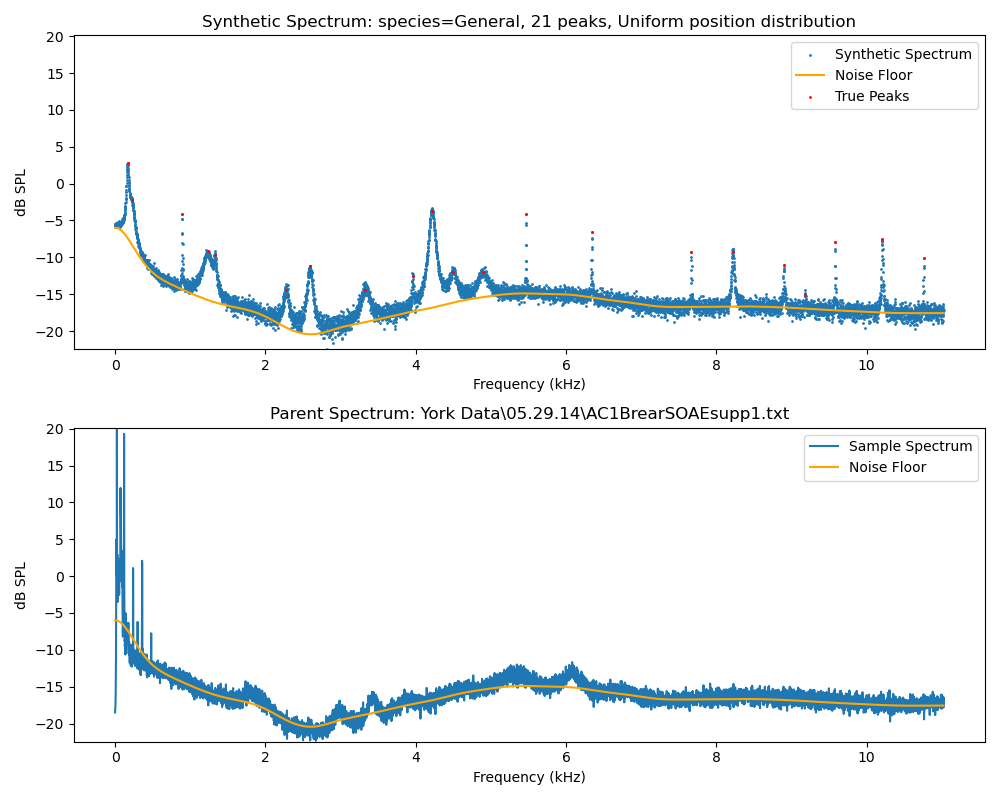 Synthetic Spectrum: species=General, 21 peaks, Uniform position distribution
dB SPL
20
15
10
5
0
−5
−10
−15
−20
Synthetic Spectrum
Noise Floor
True Peaks
0 2 4 6 8 10
Frequency (kHz)
Parent Spectrum: York Data\05.29.14\AC1BrearSOAEsupp1.txt
dB SPL
20
15
10
5
0
−5
−10
−15
−20
Sample Spectrum
Noise Floor
0 2 4 6 8 10
Frequency (kHz)